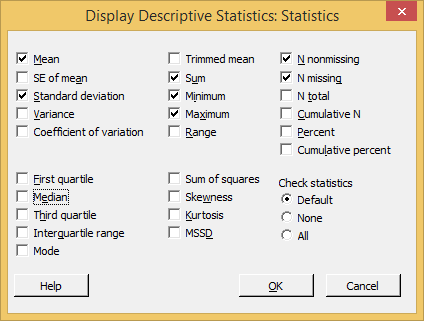 Display Descriptive Statistics: Statistics
Mean
SE of mean
Standard deviation
Variance
Coefficient of variation
Trimmed mean
Sum
Minimum
Maximum
Range
N nonmissing
N missing
N total
Cumulative N
Percent
Cumulative percent
First quartile
Median
Third quartile
Interquartile range
Mode
Sum of squares
Skewness
Kurtosis
MSSD
Check statistics
Default
None
All
Help
OK
Cancel